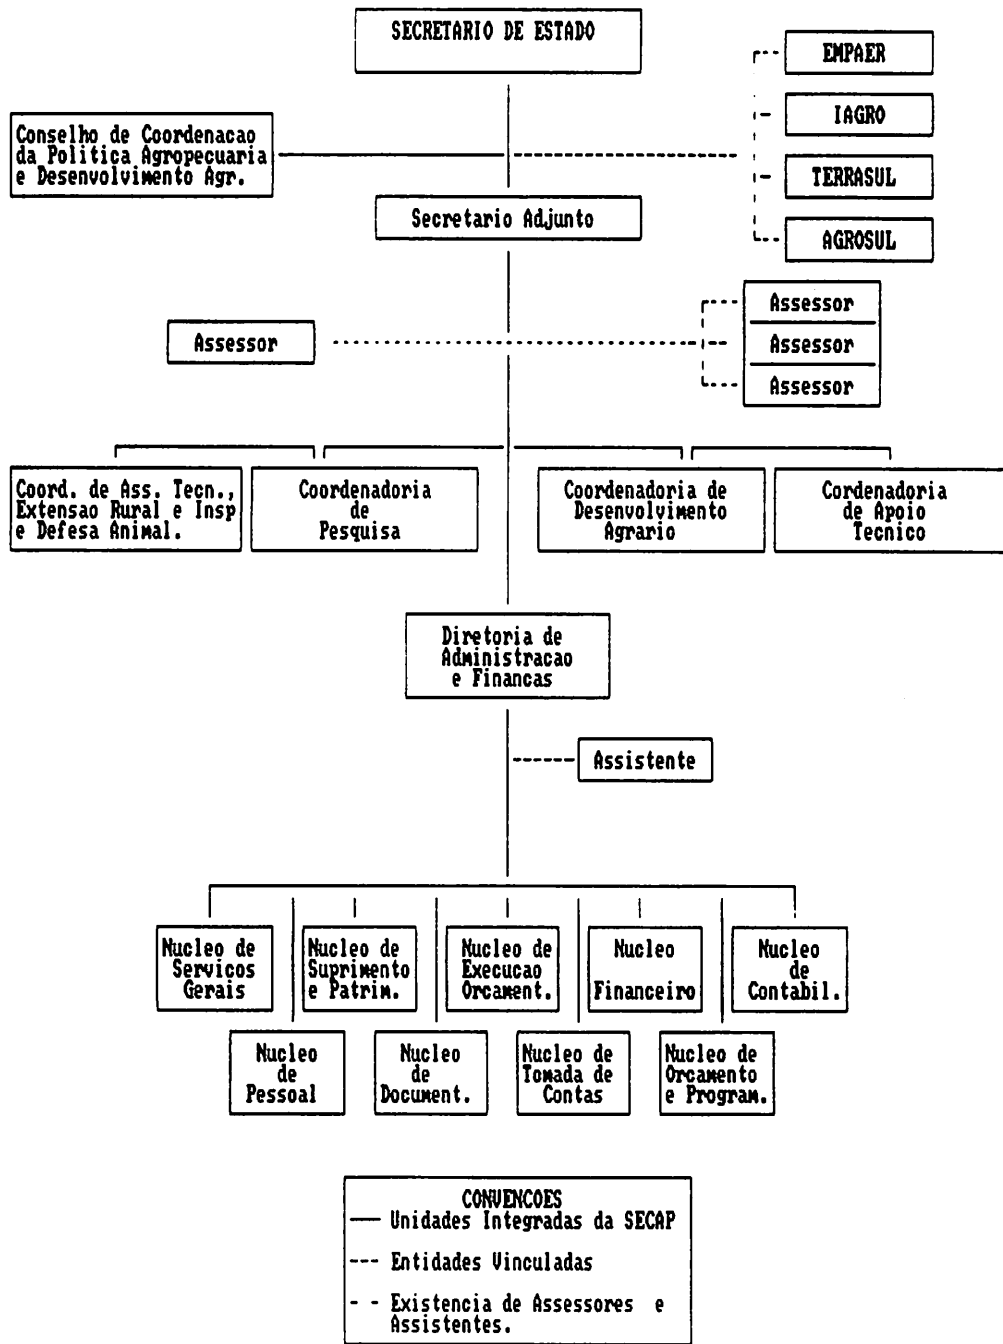 SECRETARIO DE ESTADO
EMPAER
IAGRO
TERRASUL
AGROSUL
Conselho de Coordenacao
da Politica Agropecuaria
e Desenvolvimento Agr.
Secretario Adjunto
Assessor
Assessor
Assessor
Assessor
Coord. de Ass. Tecn.,
Extensao Rural e Insp
e Defesa Animal.
Coordenadoria
de
Pesquisa
Coordenadoria de
Desenvolvimento
Agrario
Cordenadoria
de Apoio
Tecnico
Diretoria de
Administracao
e Financas
Assistente
Nucleo de
Servicos
Gerais
Nucleo de
Suprimento
e Patrim.
Nucleo de
Execucao
Orcament.
Nucleo
Financeiro
Nucleo
de
Contabil.
Nucleo
de
Pessoal
Nucleo
de
Document.
Nucleo de
Tomada de
Contas
Nucleo de
Orcamento
e Program.
CONVENCOES
Unidades Integradas da SECAP
Entidades Vinculadas
Existencia de Assessores e
Assistentes.